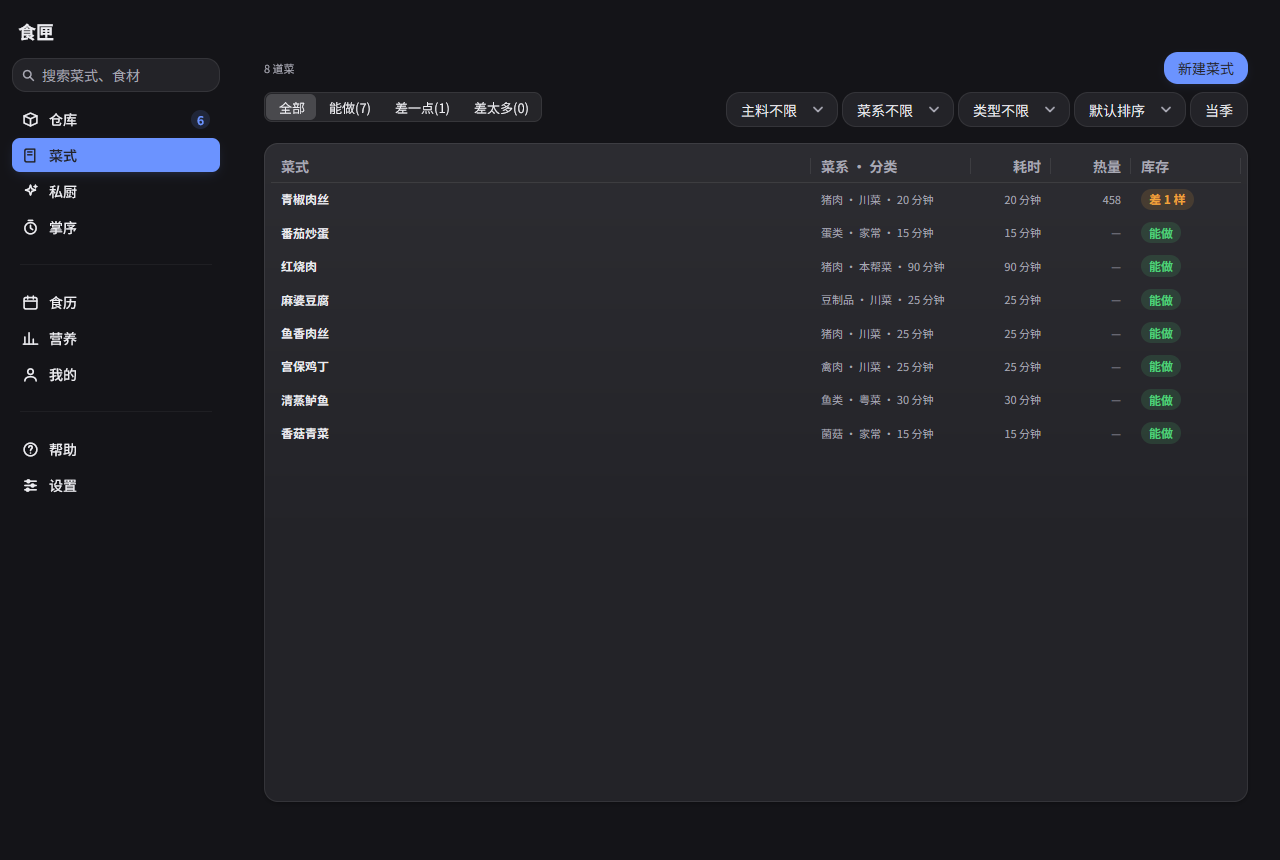 食匣
搜索菜式、食材
仓库 6
菜式
私厨
掌序
食历
营养
我的
帮助
设置
8 道菜
新建菜式
全部 能做(7) 差一点(1) 差太多(0)
主料不限 菜系不限 类型不限 默认排序 当季
菜式 菜系 · 分类 耗时 热量 库存
青椒肉丝 猪肉 · 川菜 · 20 分钟 20 分钟 458 差 1 样
番茄炒蛋 蛋类 · 家常 · 15 分钟 15 分钟 — 能做
红烧肉 猪肉 · 本帮菜 · 90 分钟 90 分钟 — 能做
麻婆豆腐 豆制品 · 川菜 · 25 分钟 25 分钟 — 能做
鱼香肉丝 猪肉 · 川菜 · 25 分钟 25 分钟 — 能做
宫保鸡丁 禽肉 · 川菜 · 25 分钟 25 分钟 — 能做
清蒸鲈鱼 鱼类 · 粤菜 · 30 分钟 30 分钟 — 能做
香菇青菜 菌菇 · 家常 · 15 分钟 15 分钟 — 能做